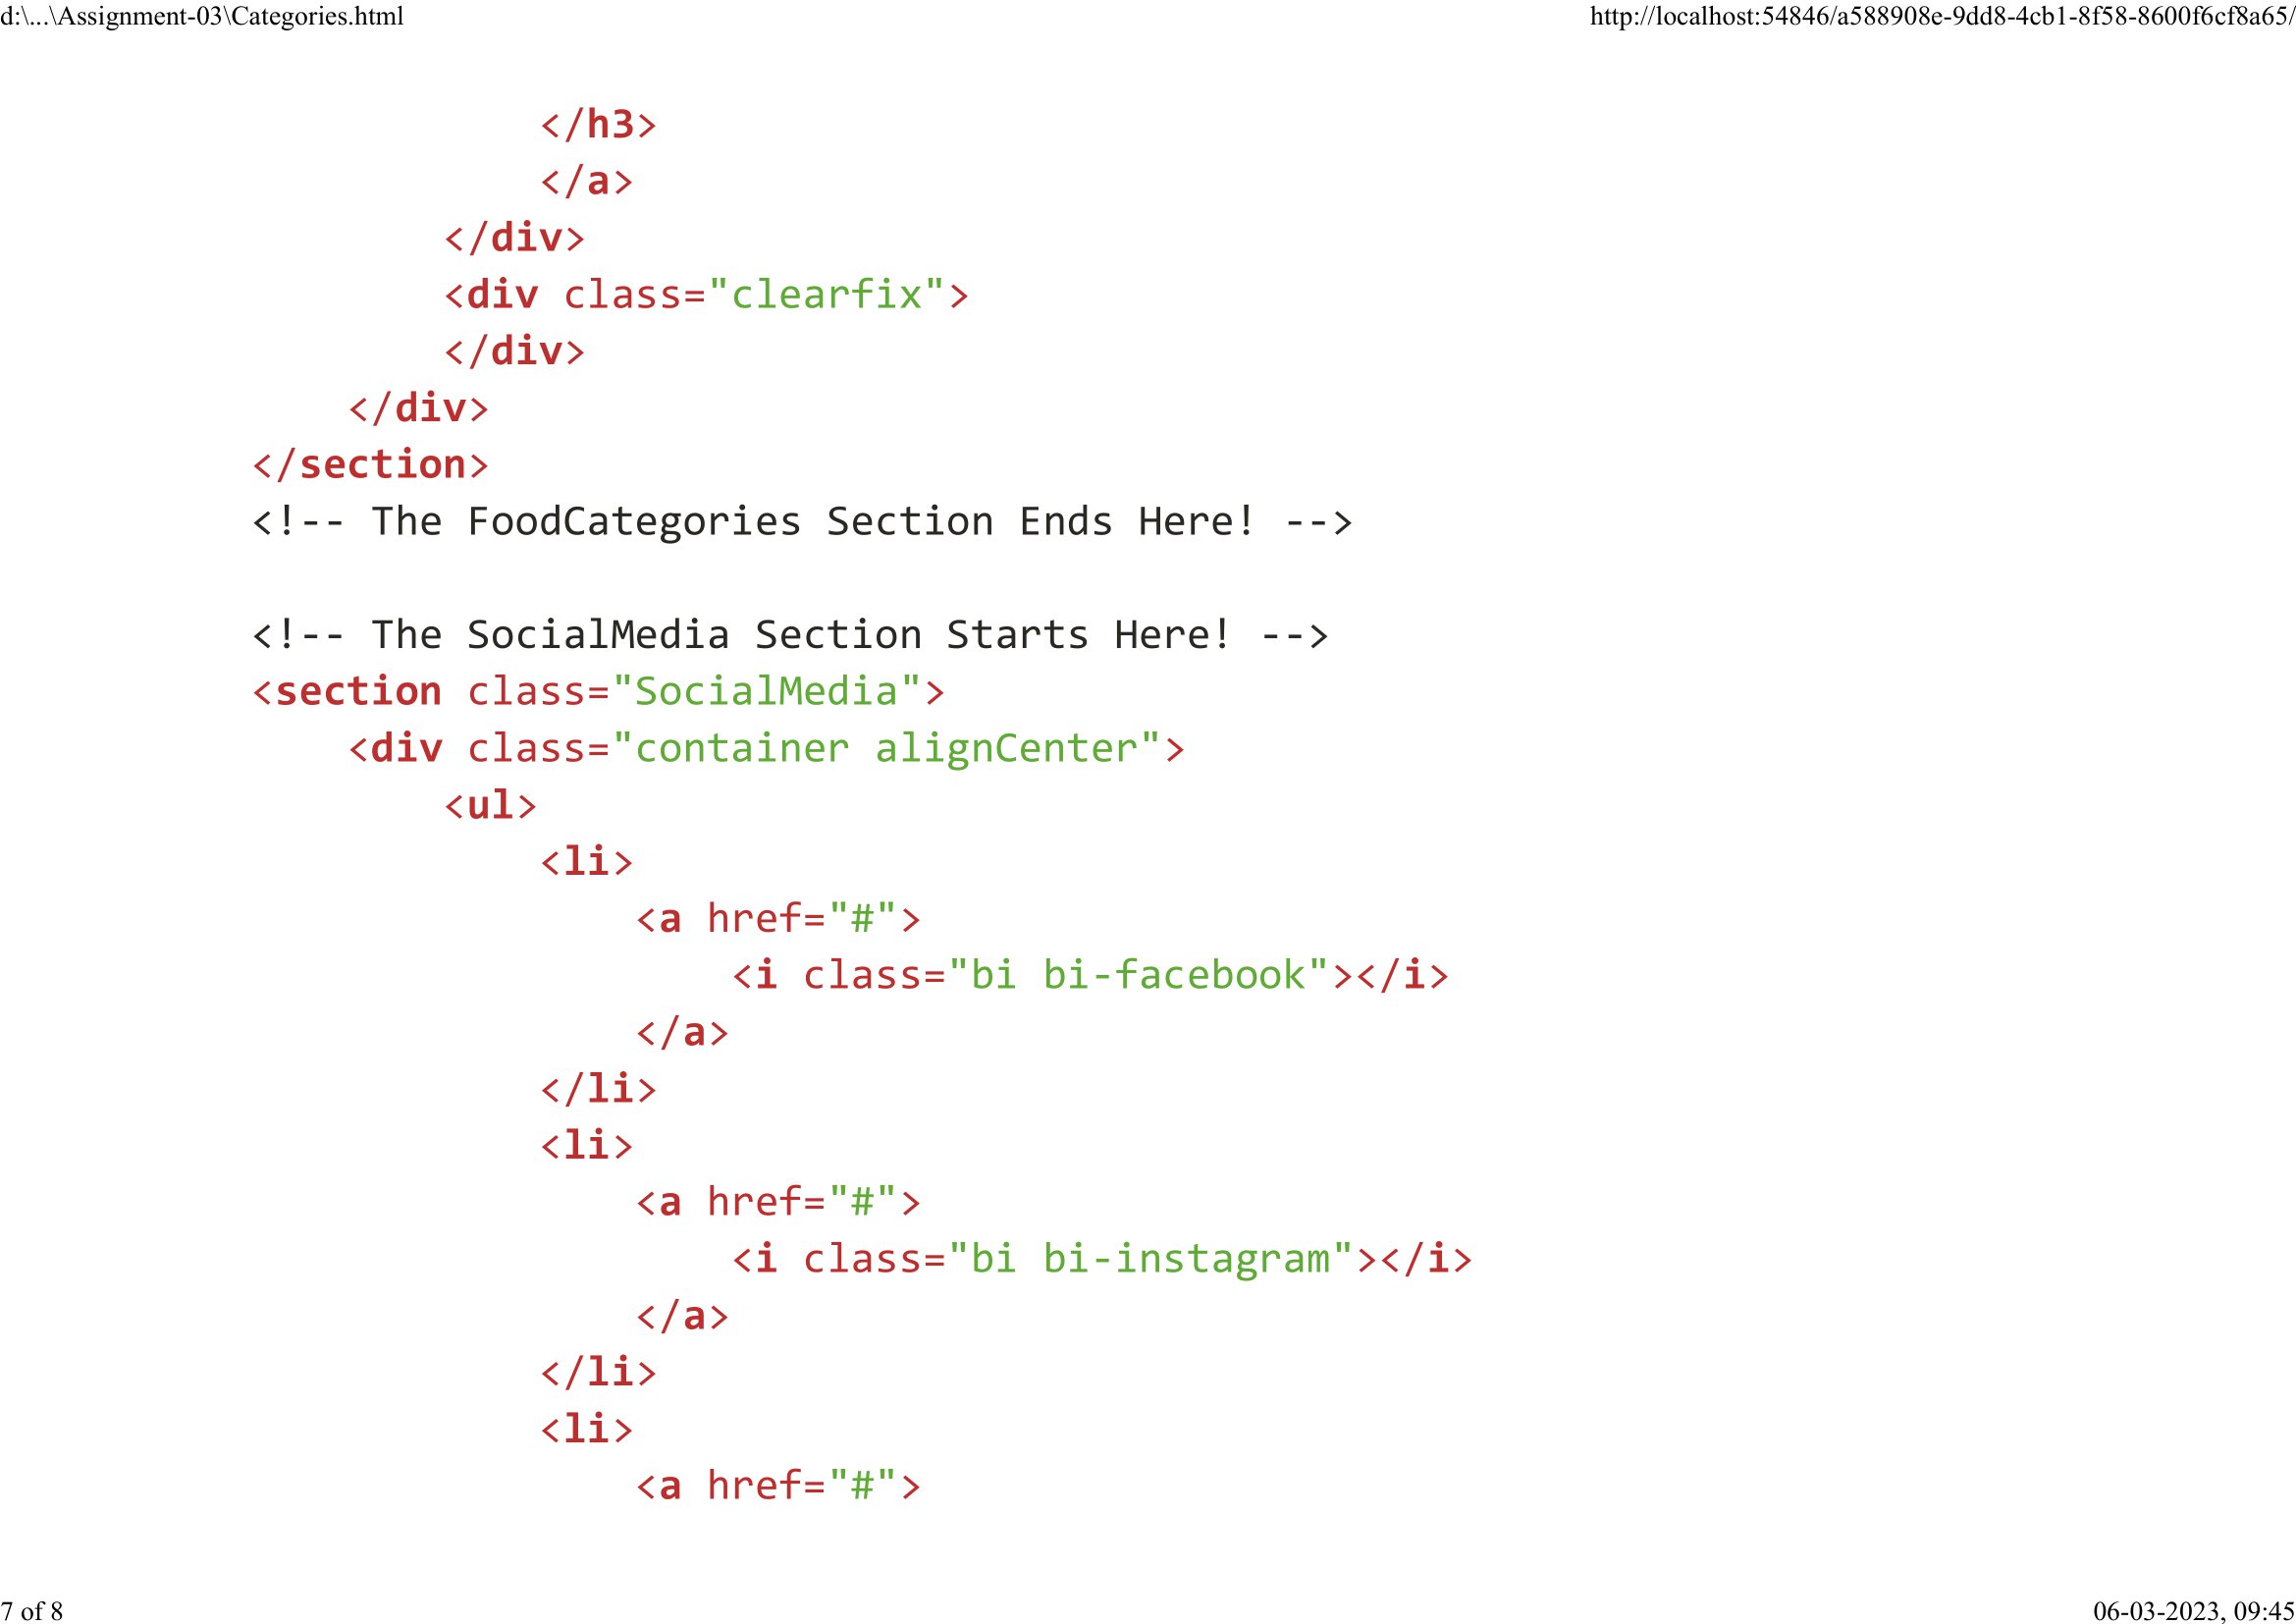 d:\...\Assignment-03\Categories.html
http://localhost:54846/a588908e-9dd8-4cb1-8f58-8600f6cf8a65/
</h3>
</a>
</div>
<div class="clearfix">
</div>
</div>
</section>
<!-- The FoodCategories Section Ends Here! -->
<!-- The SocialMedia Section Starts Here! -->
<section class="SocialMedia">
<div class="container alignCenter">
<ul>
<li>
<a href="#">
<i class="bi bi-facebook"></i>
</a>
</li>
<li>
<a href="#">
<i class="bi bi-instagram"></i>
</a>
</li>
<li>
<a href="#">
7 of 8
06-03-2023, 09:45